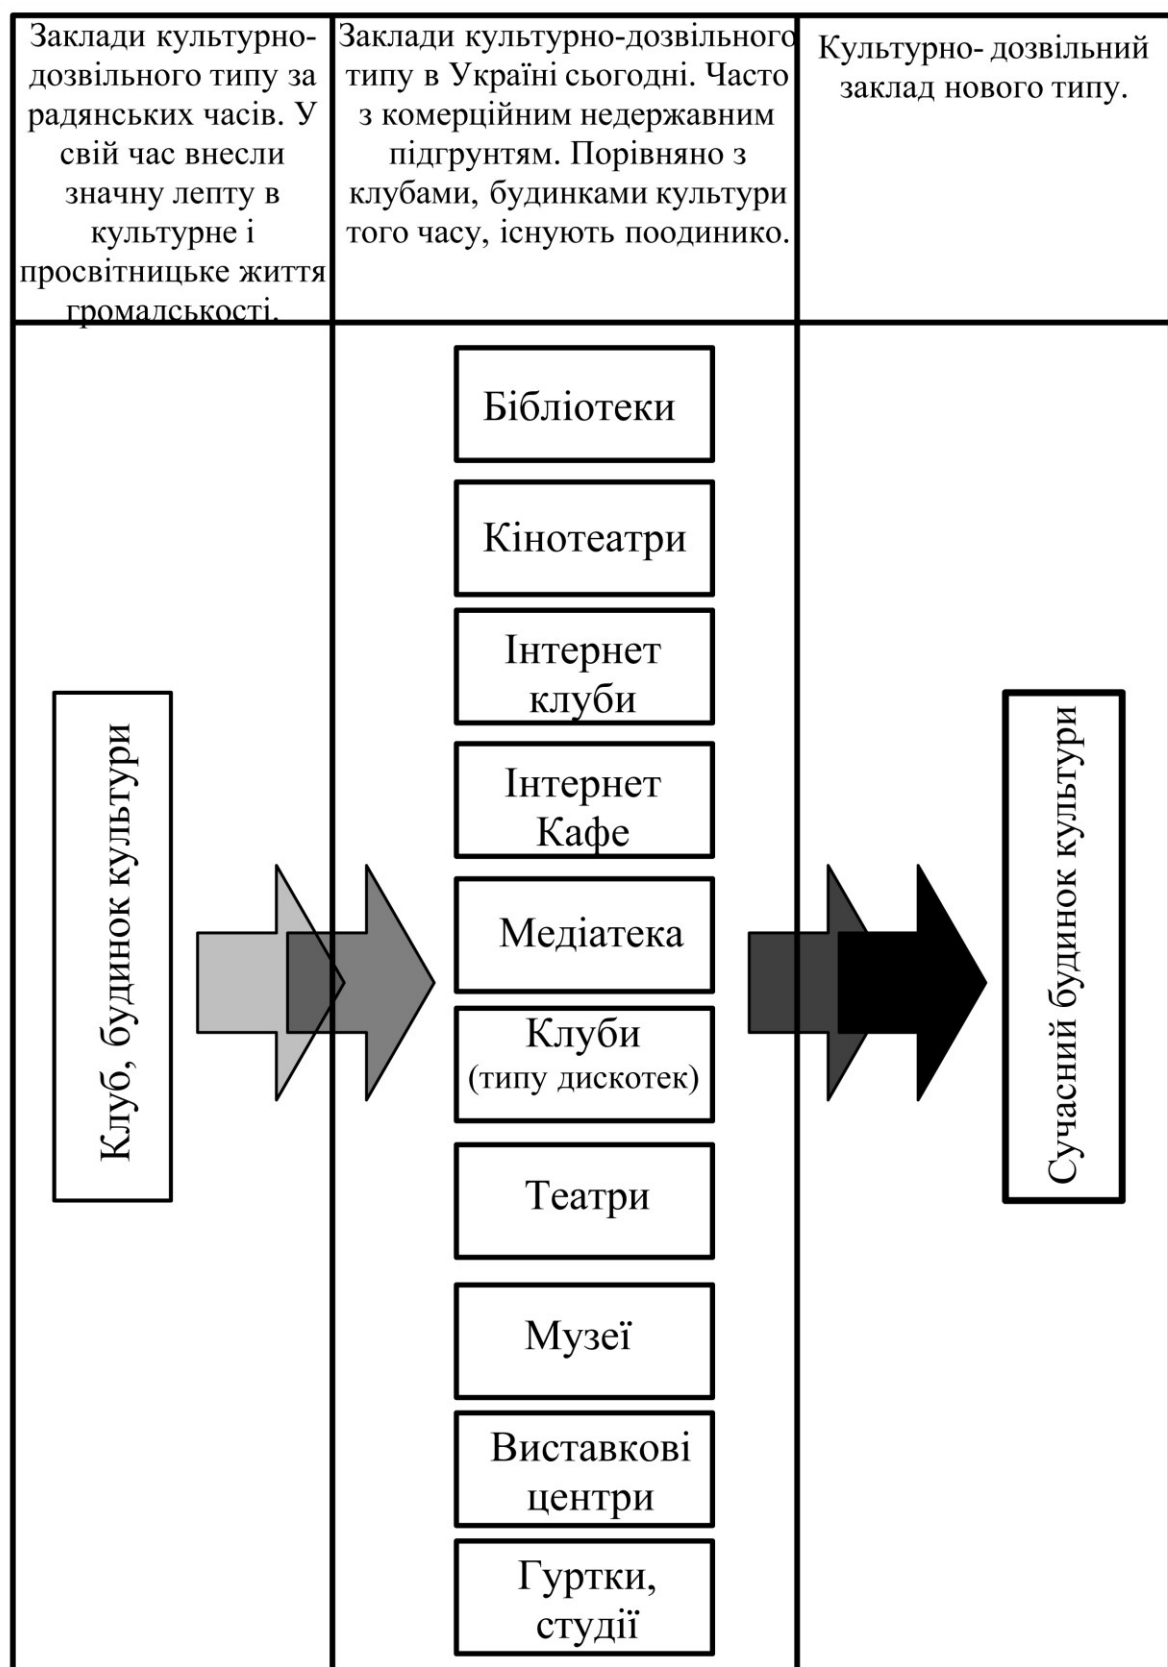 Заклади культурно-
дозвільного типу за
радянських часів. У
свій час внесли
значну лепту в
культурне і
просвітницьке життя
громадськості.
Заклади культурно-дозвільного
типу в Україні сьогодні. Часто
з комерційним недержавним
підгрунтям. Порівняно з
клубами, будинками культури
того часу, існують поодинико.
Культурно- дозвільний
заклад нового типу.
Клуб, будинок культури
Бібліотеки
Кінотеатри
Інтернет
клуби
Інтернет
Кафе
Медіатека
Клуби
(типу дискотек)
Театри
Музеї
Виставкові
центри
Гуртки,
студії
Сучасний будинок культури